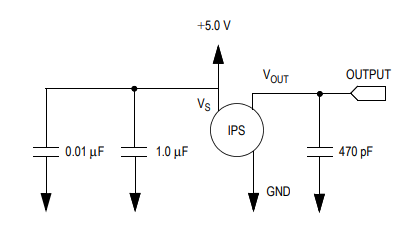 +5.0 V
VOUT
OUTPUT
VS
IPS
0.01 µF
1.0 µF
470 pF
GND